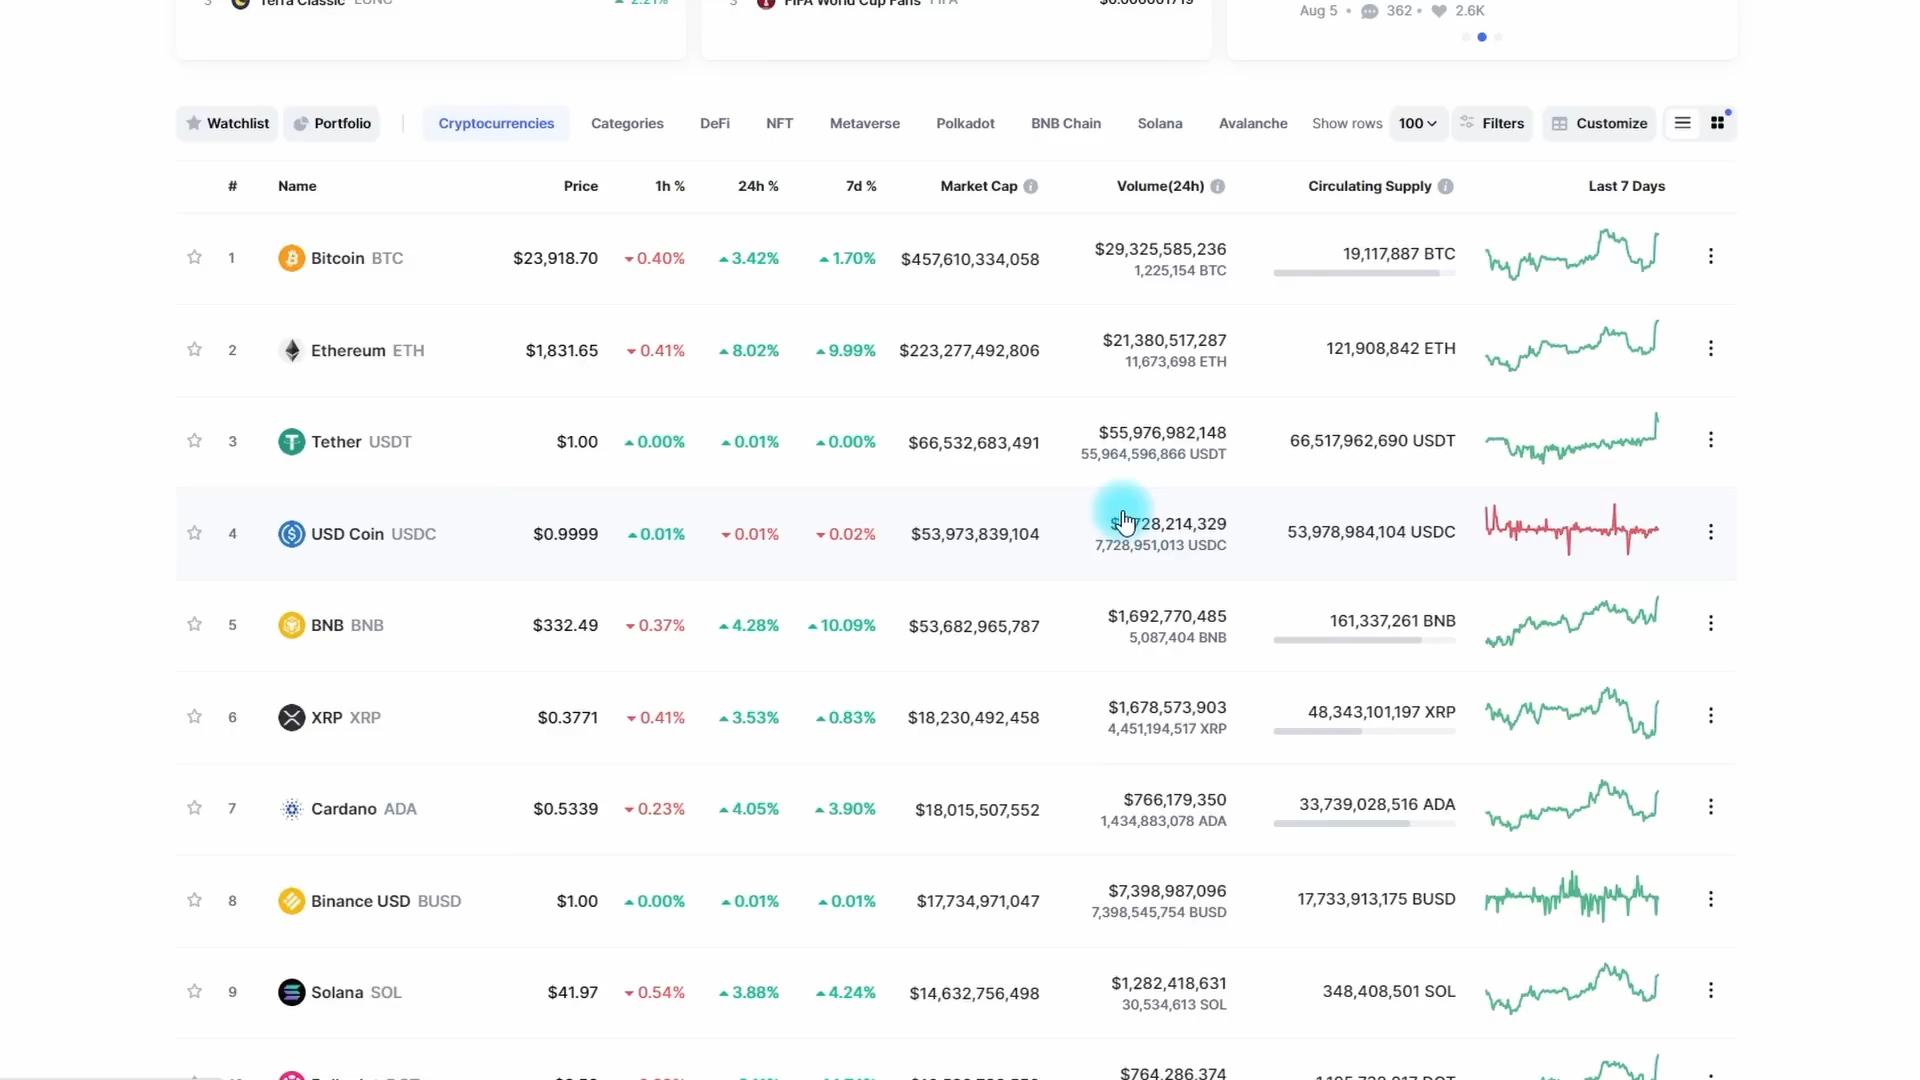 3 Terra Classic LUNC 2.21%
3 FIFA World Cup Fans FIFA $0.000001719
Aug 5 • 362 • 2.6K
Watchlist Portfolio Cryptocurrencies Categories DeFi NFT Metaverse Polkadot BNB Chain Solana Avalanche Show rows 100 Filters Customize
# Name Price 1h % 24h % 7d % Market Cap Volume(24h) Circulating Supply Last 7 Days
1 Bitcoin BTC $23,918.70 0.40% 3.42% 1.70% $457,610,334,058 $29,325,585,236 19,117,887 BTC
1,225,154 BTC
2 Ethereum ETH $1,831.65 0.41% 8.02% 9.99% $223,277,492,806 $21,380,517,287 121,908,842 ETH
11,673,698 ETH
3 Tether USDT $1.00 0.00% 0.01% 0.00% $66,532,683,491 $55,976,982,148 66,517,962,690 USDT
55,964,596,866 USDT
4 USD Coin USDC $0.9999 0.01% 0.01% 0.02% $53,973,839,104 53,978,984,104 USDC
7,728,951,013 USDC
5 BNB BNB $332.49 0.37% 4.28% 10.09% $53,682,965,787 $1,692,770,485 161,337,261 BNB
5,087,404 BNB
6 XRP XRP $0.3771 0.41% 3.53% 0.83% $18,230,492,458 $1,678,573,903 48,343,101,197 XRP
4,451,194,517 XRP
7 Cardano ADA $0.5339 0.23% 4.05% 3.90% $18,015,507,552 $766,179,350 33,739,028,516 ADA
1,434,883,078 ADA
8 Binance USD BUSD $1.00 0.00% 0.01% 0.01% $17,734,971,047 $7,398,987,096 17,733,913,175 BUSD
7,398,545,754 BUSD
9 Solana SOL $41.97 0.54% 3.88% 4.24% $14,632,756,498 $1,282,418,631 348,408,501 SOL
30,534,613 SOL
$764,286,374